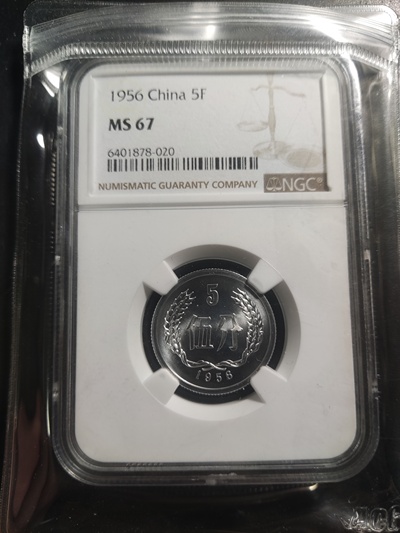 1956 China 5F
MS 67
6401878-020
NUMISMATIC GUARANTY COMPANY
NGC®
5
伍分
1956